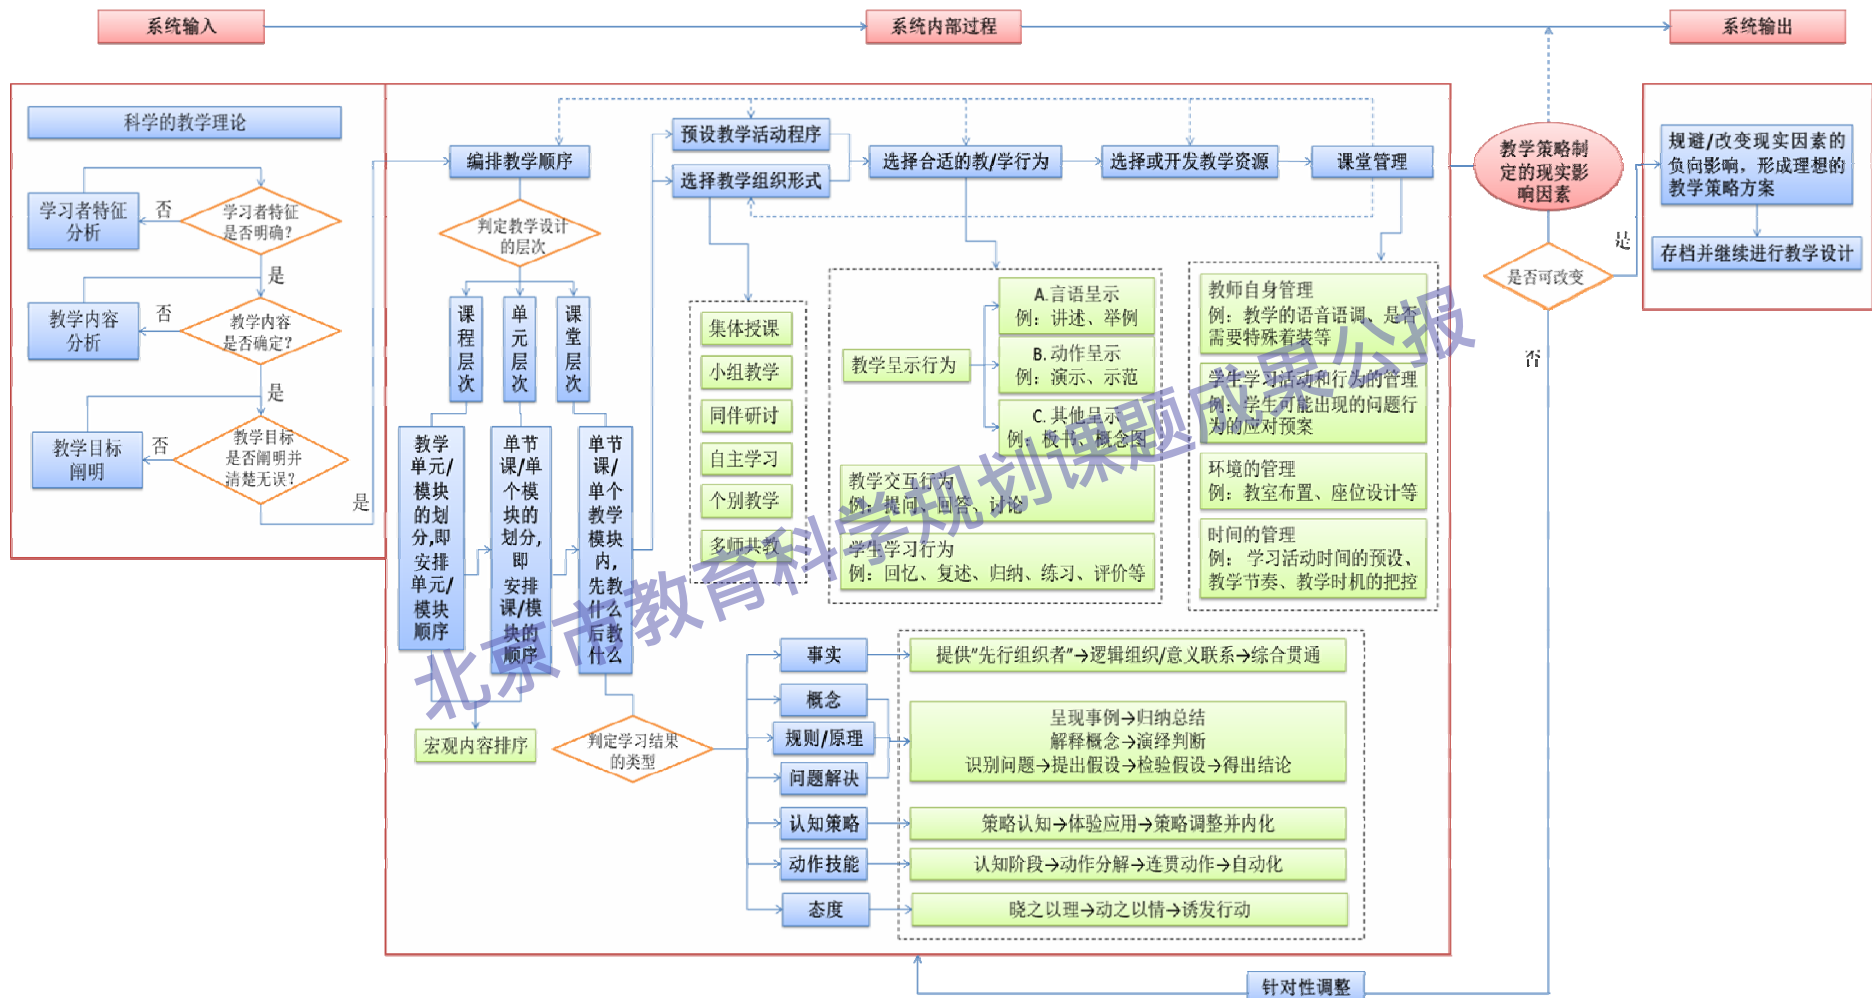 系统输入
系统内部过程
系统输出
科学的教学理论
学习者特征
分析
否
学习者特征
是否明确?
是
教学内容
分析
否
教学内容
是否确定?
是
教学目标
阐明
否
教学目标
是否阐明并
清楚无误?
是
编排教学顺序
判定教学设计
的层次
课
程
层
次
单
元
层
次
课
堂
层
次
教学
单元/
模块
的划
分,即
安排
单元/
模块
顺序
单节
课/单
个模
块的
划分,
即
安排
课/模
块的
顺序
单节
课/
单个
教学
模块
内,
先教
什么
后教
什么
宏观内容排序
预设教学活动程序
选择教学组织形式
集体授课
小组教学
同伴研讨
自主学习
个别教学
多师共教
选择合适的教/学行为
教学呈示行为
A.言语呈示
例：讲述、举例
B. 动作呈示
例：演示、示范
C. 其他呈示
例：板书、概念图
教学交互行为
例：提问、回答、讨论
学生学习行为
例：回忆、复述、归纳、练习、评价等
选择或开发教学资源
课堂管理
教师自身管理
例：教学的语音语调、是否
需要特殊着装等
学生学习活动和行为的管理
例：学生可能出现的问题行
为的应对预案
环境的管理
例：教室布置、座位设计等
时间的管理
例： 学习活动时间的预设、
教学节奏、教学时机的把控
判定学习结果
的类型
事实
提供“先行组织者”→逻辑组织/意义联系→综合贯通
概念
规则/原理
问题解决
呈现事例→归纳总结
解释概念→演绎判断
识别问题→提出假设→检验假设→得出结论
认知策略
策略认知→体验应用→策略调整并内化
动作技能
认知阶段→动作分解→连贯动作→自动化
态度
晓之以理→动之以情→诱发行动
教学策略制
定的现实影
响因素
是否可改变
是
否
规避/改变现实因素的
负向影响，形成理想的
教学策略方案
存档并继续进行教学设计
针对性调整
北京市教育科学规划课题成果公报